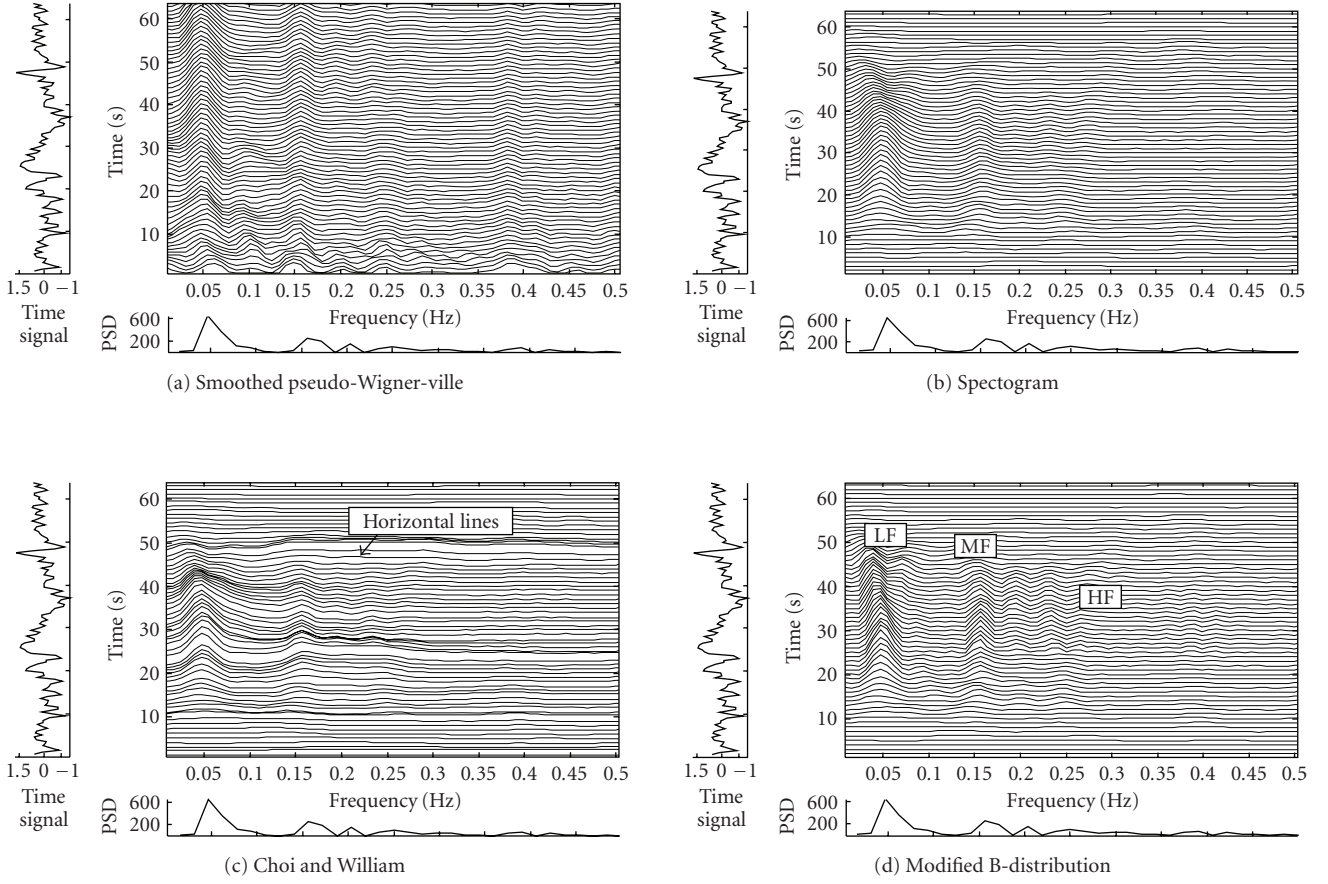 60
50
40
30
20
10
Time (s)
1.5 0 −1
Time
signal
0.05 0.1 0.15 0.2 0.25 0.3 0.35 0.4 0.45 0.5
Frequency (Hz)
600
200
PSD
(a) Smoothed pseudo-Wigner-ville
60
50
40
30
20
10
Time (s)
1.5 0 −1
Time
signal
0.05 0.1 0.15 0.2 0.25 0.3 0.35 0.4 0.45 0.5
Frequency (Hz)
600
200
PSD
(b) Spectogram
60
50
40
30
20
10
Time (s)
Horizontal lines
1.5 0 −1
Time
signal
0.05 0.1 0.15 0.2 0.25 0.3 0.35 0.4 0.45 0.5
Frequency (Hz)
600
200
PSD
(c) Choi and William
60
50
40
30
20
10
Time (s)
LF
MF
HF
1.5 0 −1
Time
signal
0.05 0.1 0.15 0.2 0.25 0.3 0.35 0.4 0.45 0.5
Frequency (Hz)
600
200
PSD
(d) Modified B-distribution